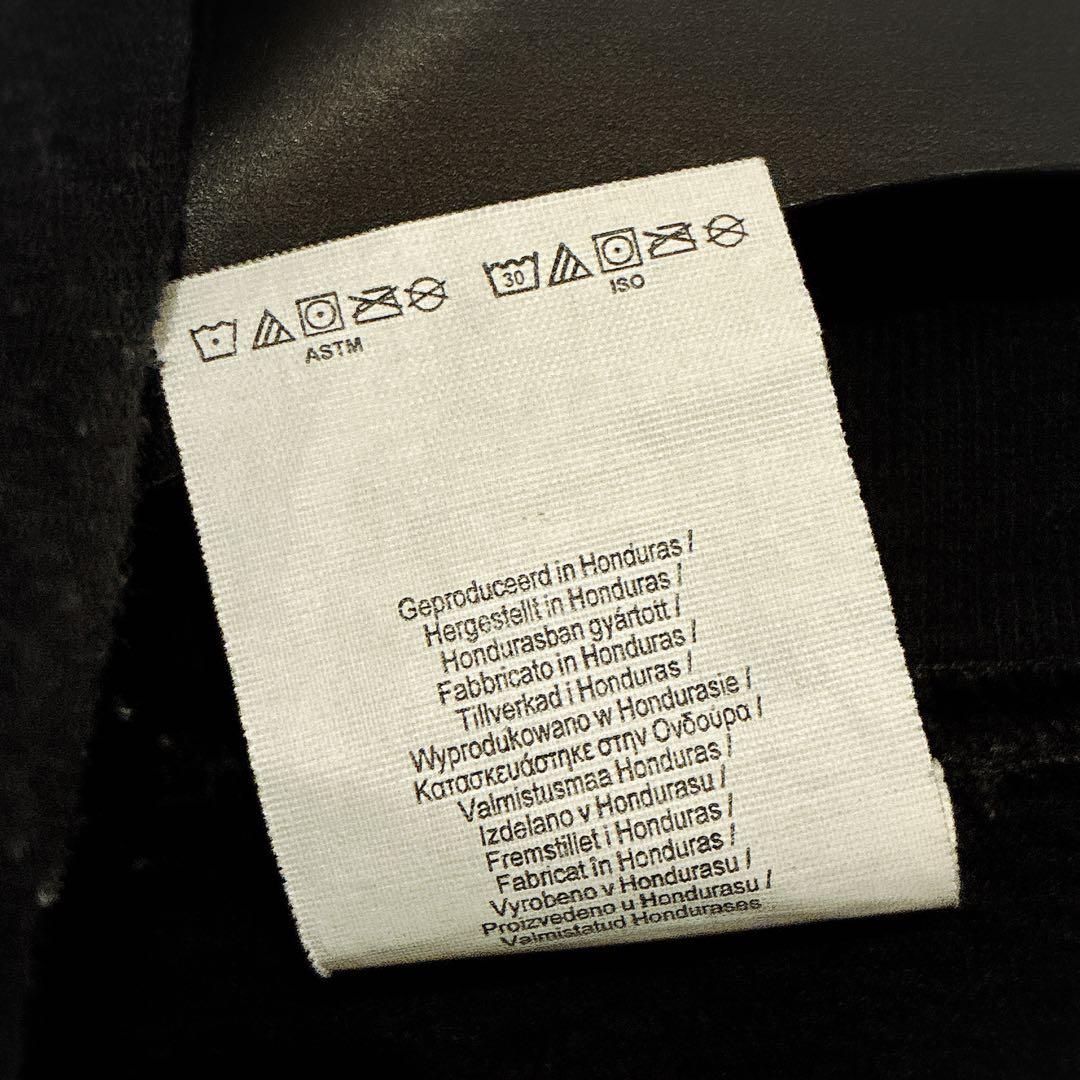 30
ASTM
ISO
Geproduceerd in Honduras /
Hergestellt in Honduras /
Hondurasban gyártott /
Fabbricato in Honduras /
Tillverkad i Honduras /
Wyprodukowano w Hondurasie /
Κατασκευάστηκε στην Ονδουρα /
Valmistusmaa Honduras /
Izdelano v Hondurasu /
Fremstillet i Honduras /
Fabricat în Honduras /
Vyrobeno v Hondurasu /
Proizvedeno u Hondurasu /
Valmistatud Hondurases